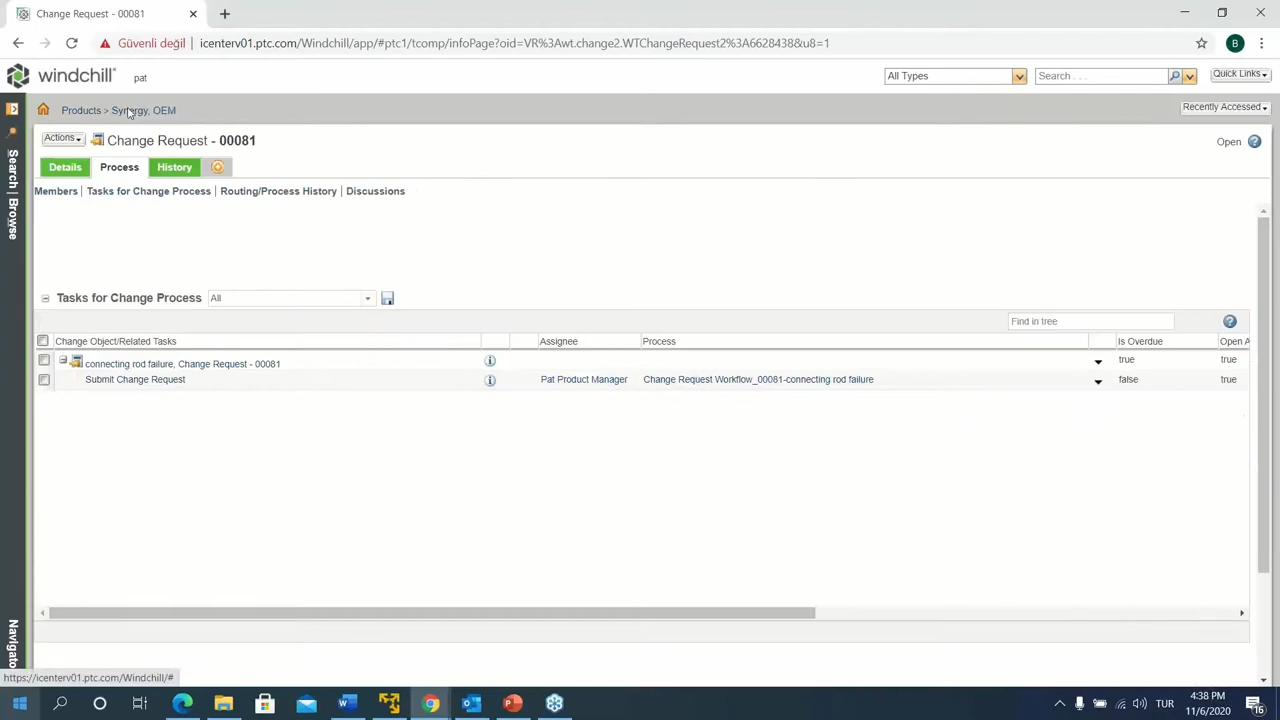 Change Request - 00081
Güvenli değil
icenterv01.ptc.com/Windchill/app/#ptc1/tcomp/infoPage?oid=VR%3Awt.change2.WTChangeRequest2%3A6628438&u8=1
B
windchill
pat
All Types
Search . . .
Quick Links
Products > Synergy, OEM
Recently Accessed
Actions
Change Request - 00081
Open
Details
Process
History
Members | Tasks for Change Process | Routing/Process History | Discussions
Search | Browse
Tasks for Change Process
All
Find in tree
Change Object/Related Tasks
Assignee
Process
Is Overdue
Open A
connecting rod failure, Change Request - 00081
true
true
Submit Change Request
Pat Product Manager
Change Request Workflow_00081-connecting rod failure
false
true
Navigato
https://icenterv01.ptc.com/Windchill/#
TUR
4:38 PM
11/6/2020
16